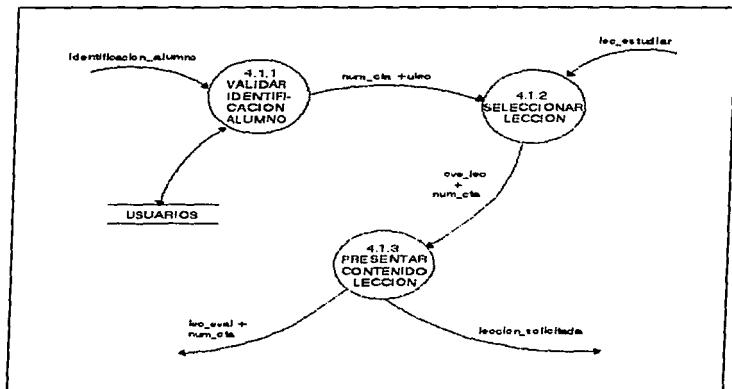 identificacion_alumno
4.1.1
VALIDAR
IDENTIFI-
CACION
ALUMNO
num_cta +uleo
lec_estudiar
4.1.2
SELECCIONAR
LECCION
USUARIOS
cve_lec
+
num_cta
4.1.3
PRESENTAR
CONTENIDO
LECCION
lec_eval +
num_cta
leccion_solicitada